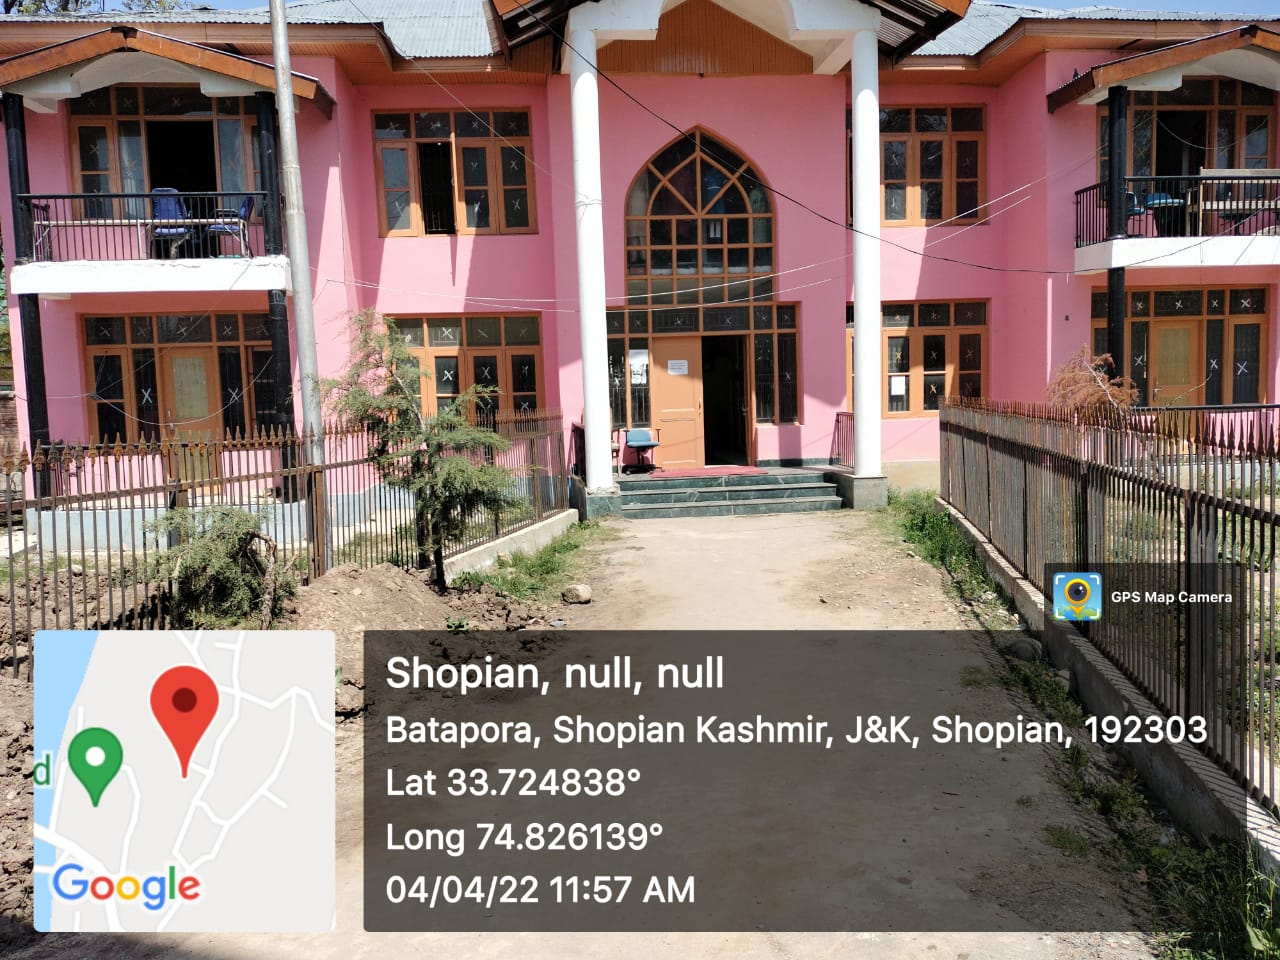 GPS Map Camera
Shopian, null, null
Batapora, Shopian Kashmir, J&K, Shopian, 192303
Lat 33.724838°
Long 74.826139°
04/04/22 11:57 AM
d
Google